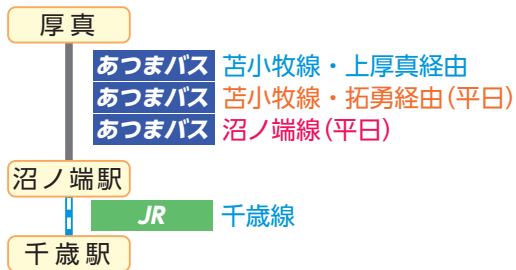 厚真
あつまバス 苫小牧線・上厚真経由
あつまバス 苫小牧線・拓勇経由(平日)
あつまバス 沼ノ端線(平日)
沼ノ端駅
JR 千歳線
千歳駅